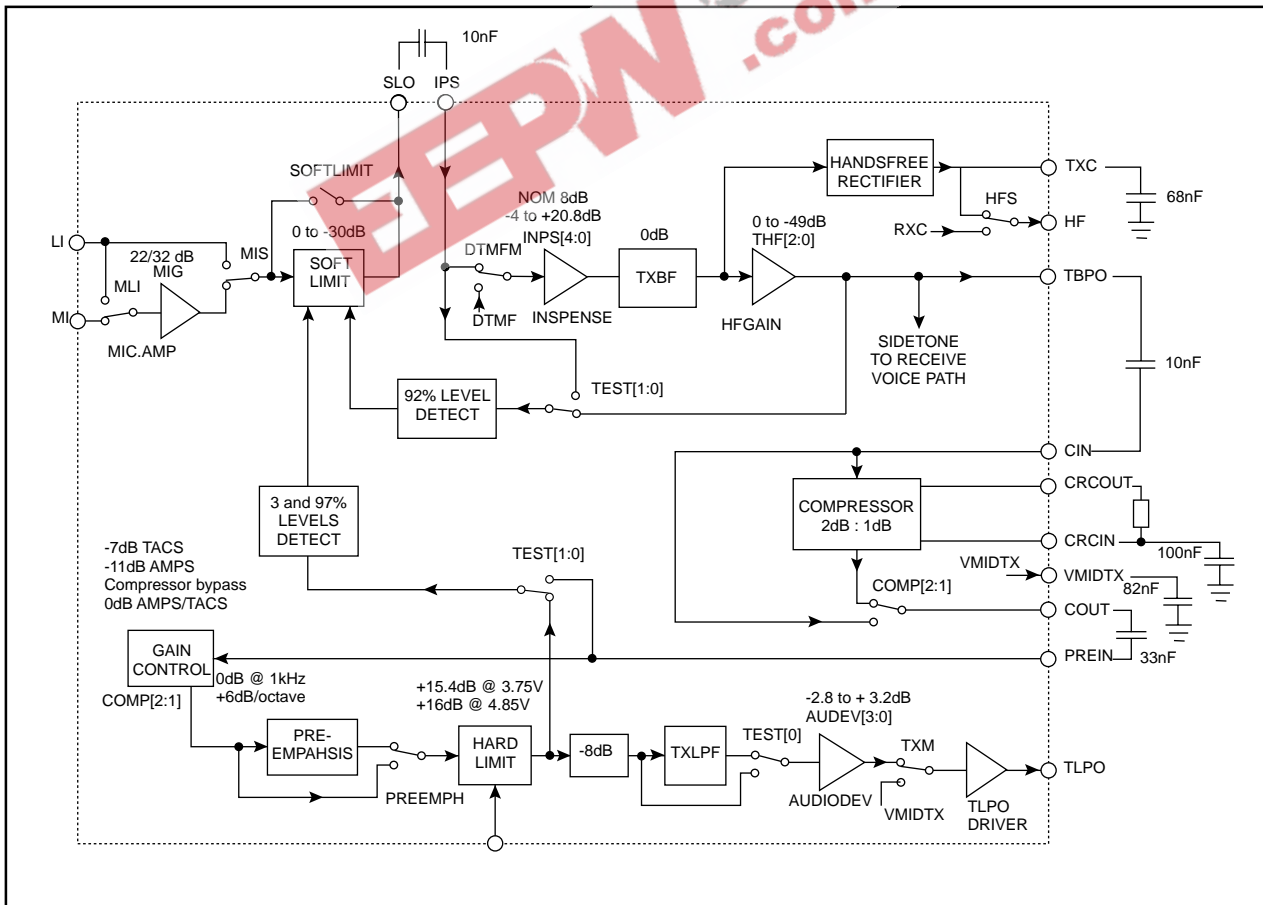 EEPW
.com
10nF
SLO
IPS
SOFTLIMIT
0 to -30dB
LI
22/32 dB
MIG
MIS
SOFT
LIMIT
MLI
MI
MIC.AMP
NOM 8dB
-4 to +20.8dB
DTMFM
INPS[4:0]
0dB
TXBF
DTMF
INSPENSE
HANDSFREE
RECTIFIER
TXC
68nF
HFS
RXC
HF
0 to -49dB
THF[2:0]
HFGAIN
TBPO
SIDETONE
TO RECEIVE
VOICE PATH
10nF
TEST[1:0]
92% LEVEL
DETECT
CIN
COMPRESSOR
2dB : 1dB
CRCOUT
CRCIN
100nF
3 and 97%
LEVELS
DETECT
-7dB TACS
-11dB AMPS
Compressor bypass
0dB AMPS/TACS
TEST[1:0]
VMIDTX
VMIDTX
82nF
COMP[2:1]
COUT
PREIN
33nF
GAIN
CONTROL
COMP[2:1]
0dB @ 1kHz
+6dB/octave
+15.4dB @ 3.75V
+16dB @ 4.85V
PRE-
EMPAHSIS
PREEMPH
HARD
LIMIT
-8dB
TXLPF
TEST[0]
-2.8 to + 3.2dB
AUDEV[3:0]
AUDIODEV
TXM
VMIDTX
TLPO
DRIVER
TLPO